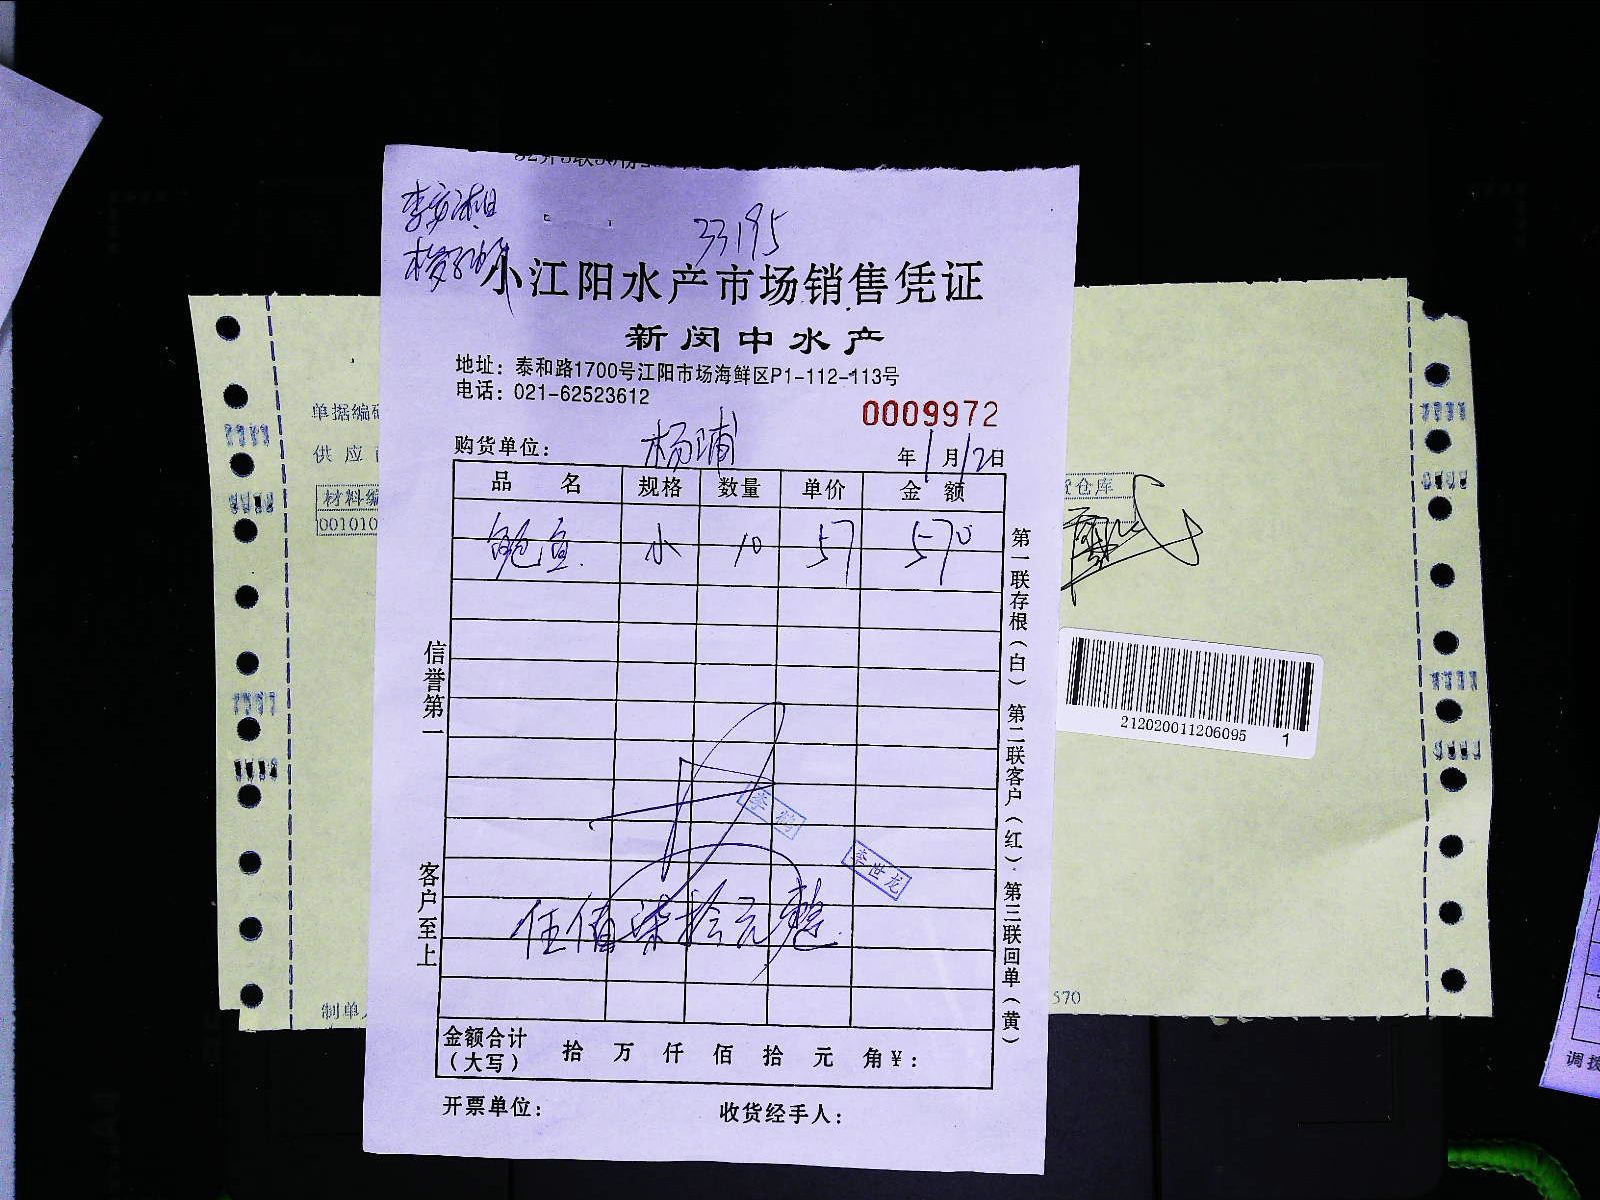 33195
小江阳水产市场销售凭证
新闵中水产
地址：泰和路1700号江阳市场海鲜区P1-112-113号
电话：021-62523612
0009972
购货单位：杨浦
年1月12日
品 名 规格 数量 单价 金 额
鲍鱼 小 10 57 570
信誉第一
客户至上
第一联存根（白）第二联客户（红）第三联回单（黄）
李世龙
伍佰柒拾元整
金额合计（大写） 拾 万 仟 佰 拾 元 角￥：
开票单位：
收货经手人：
单据编
供应
材料编
001010
制单
仓库
212020011206095 1
570
调拨